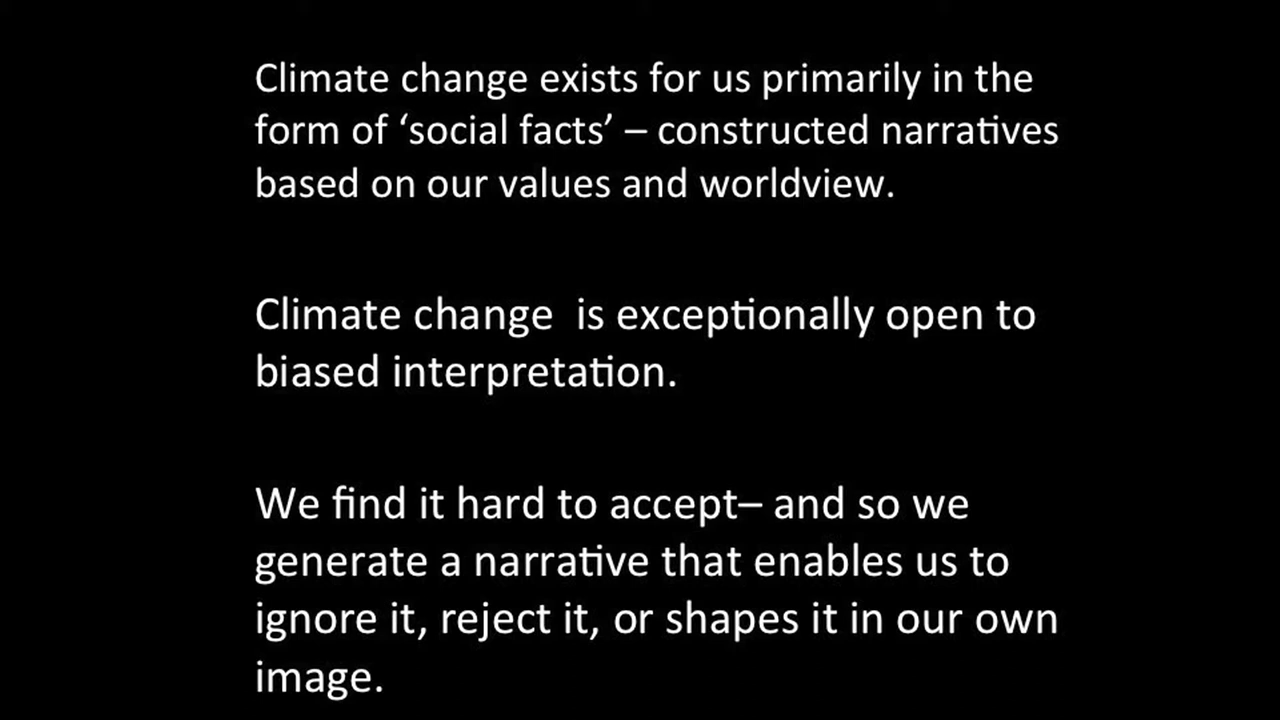 Climate change exists for us primarily in the
form of ‘social facts’ – constructed narratives
based on our values and worldview.
Climate change  is exceptionally open to
biased interpretation.
We find it hard to accept– and so we
generate a narrative that enables us to
ignore it, reject it, or shapes it in our own
image.